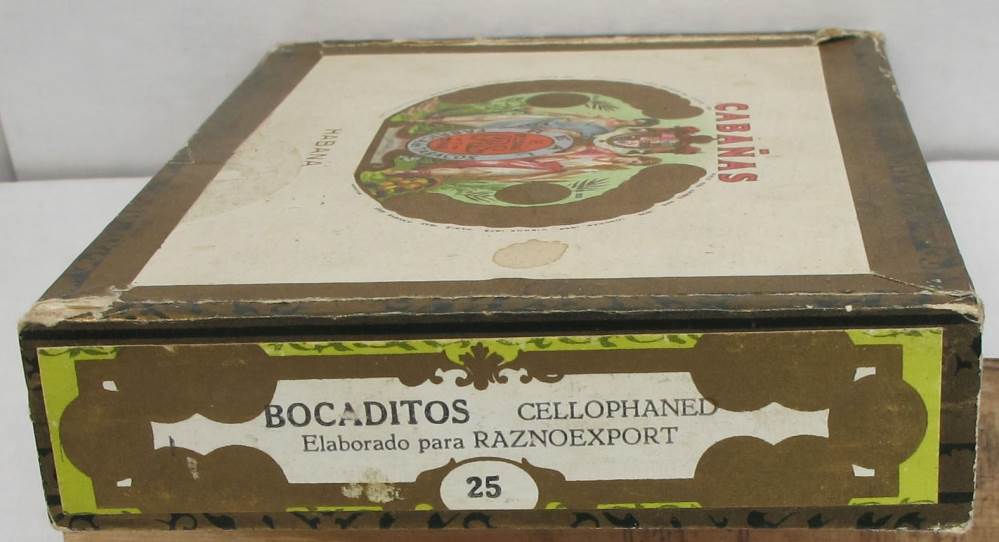 CABAÑAS
HABANA
BOCADITOS CELLOPHANED
Elaborado para RAZNOEXPORT
25